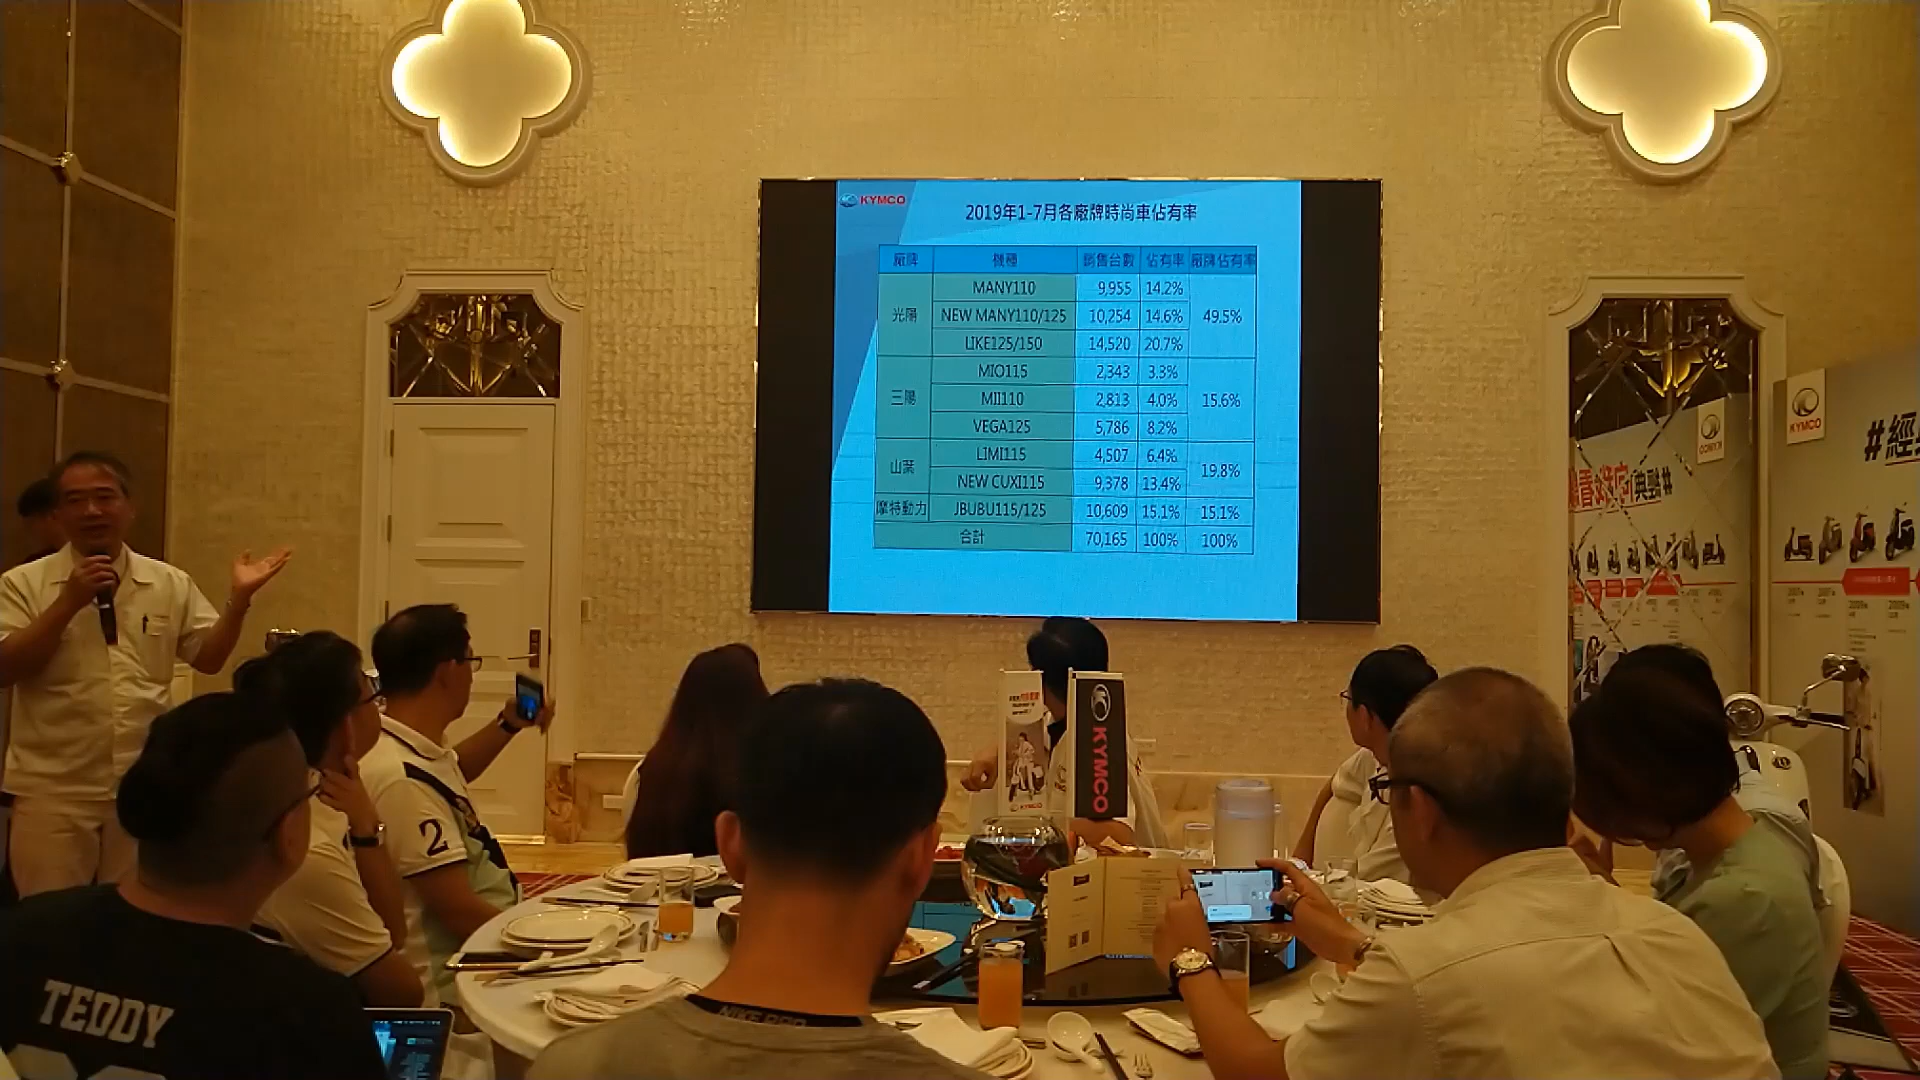 KYMCO
2019年1-7月各廠牌時尚車佔有率
廠牌 機種 銷售台數 佔有率 廠牌佔有率
光陽 MANY110 9,955 14.2% 49.5%
NEW MANY110/125 10,254 14.6%
LIKE125/150 14,520 20.7%
三陽 MIO115 2,343 3.3% 15.6%
MII110 2,813 4.0%
VEGA125 5,786 8.2%
山葉 LIMI115 4,507 6.4% 19.8%
NEW CUXI115 9,378 13.4%
摩特動力 JBUBU115/125 10,609 15.1% 15.1%
合計 70,165 100% 100%
KYMCO
#經
KYMCO
KYMCO
KYMCO
2
TEDDY
NIKE PRO